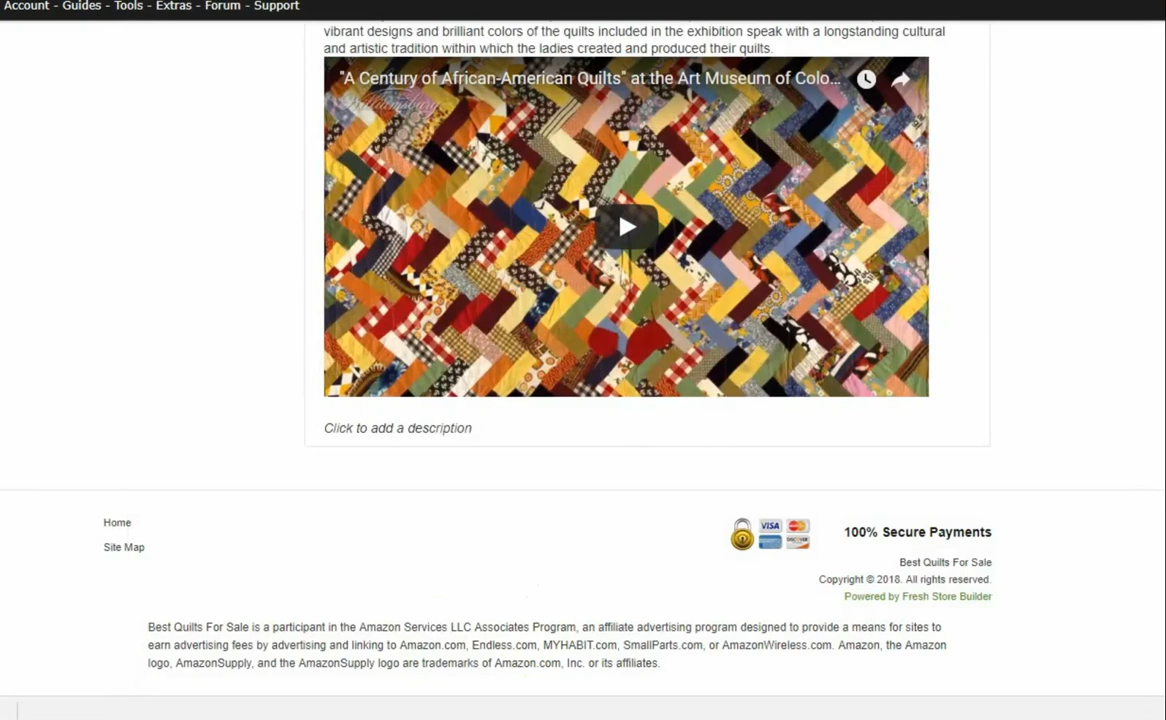 Account - Guides - Tools - Extras - Forum - Support
vibrant designs and brilliant colors of the quilts included in the exhibition speak with a longstanding cultural
and artistic tradition within which the ladies created and produced their quilts.
"A Century of African-American Quilts" at the Art Museum of Colo...
Williamsburg
Click to add a description
Home
Site Map
VISA
DISCOVER
100% Secure Payments
Best Quilts For Sale
Copyright © 2018. All rights reserved.
Powered by Fresh Store Builder
Best Quilts For Sale is a participant in the Amazon Services LLC Associates Program, an affiliate advertising program designed to provide a means for sites to
earn advertising fees by advertising and linking to Amazon.com, Endless.com, MYHABIT.com, SmallParts.com, or AmazonWireless.com. Amazon, the Amazon
logo, AmazonSupply, and the AmazonSupply logo are trademarks of Amazon.com, Inc. or its affiliates.